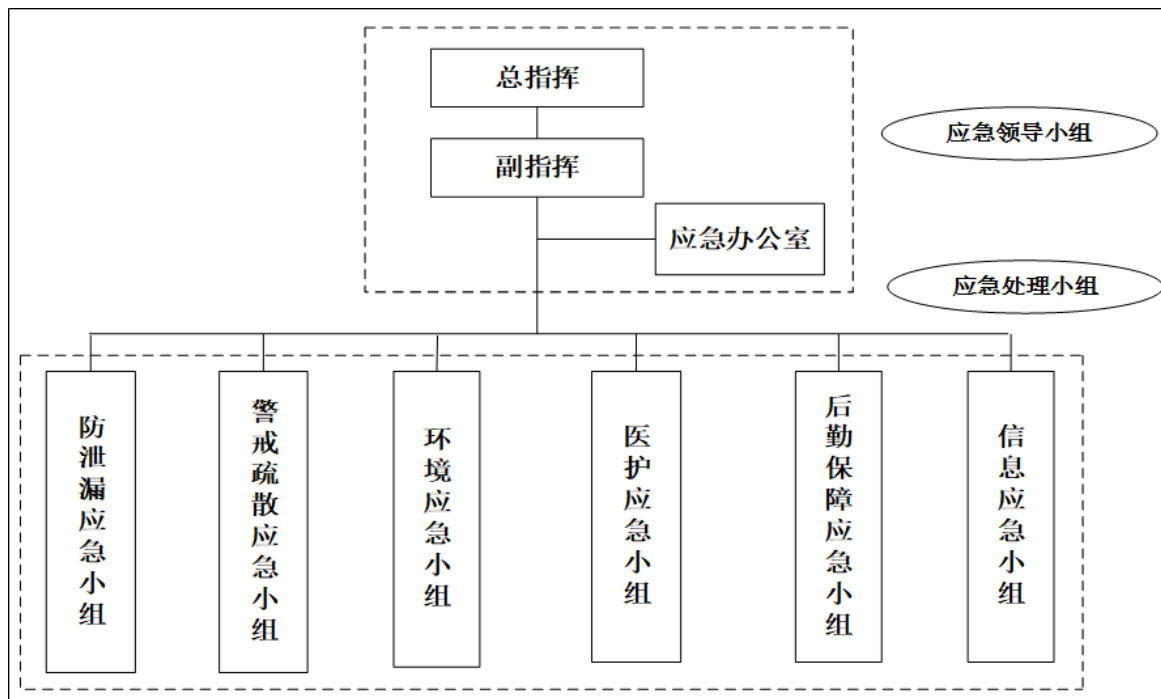 总指挥
应急领导小组
副指挥
应急办公室
应急处理小组
防泄漏应急小组
警戒疏散应急小组
环境应急小组
医护应急小组
后勤保障应急小组
信息应急小组